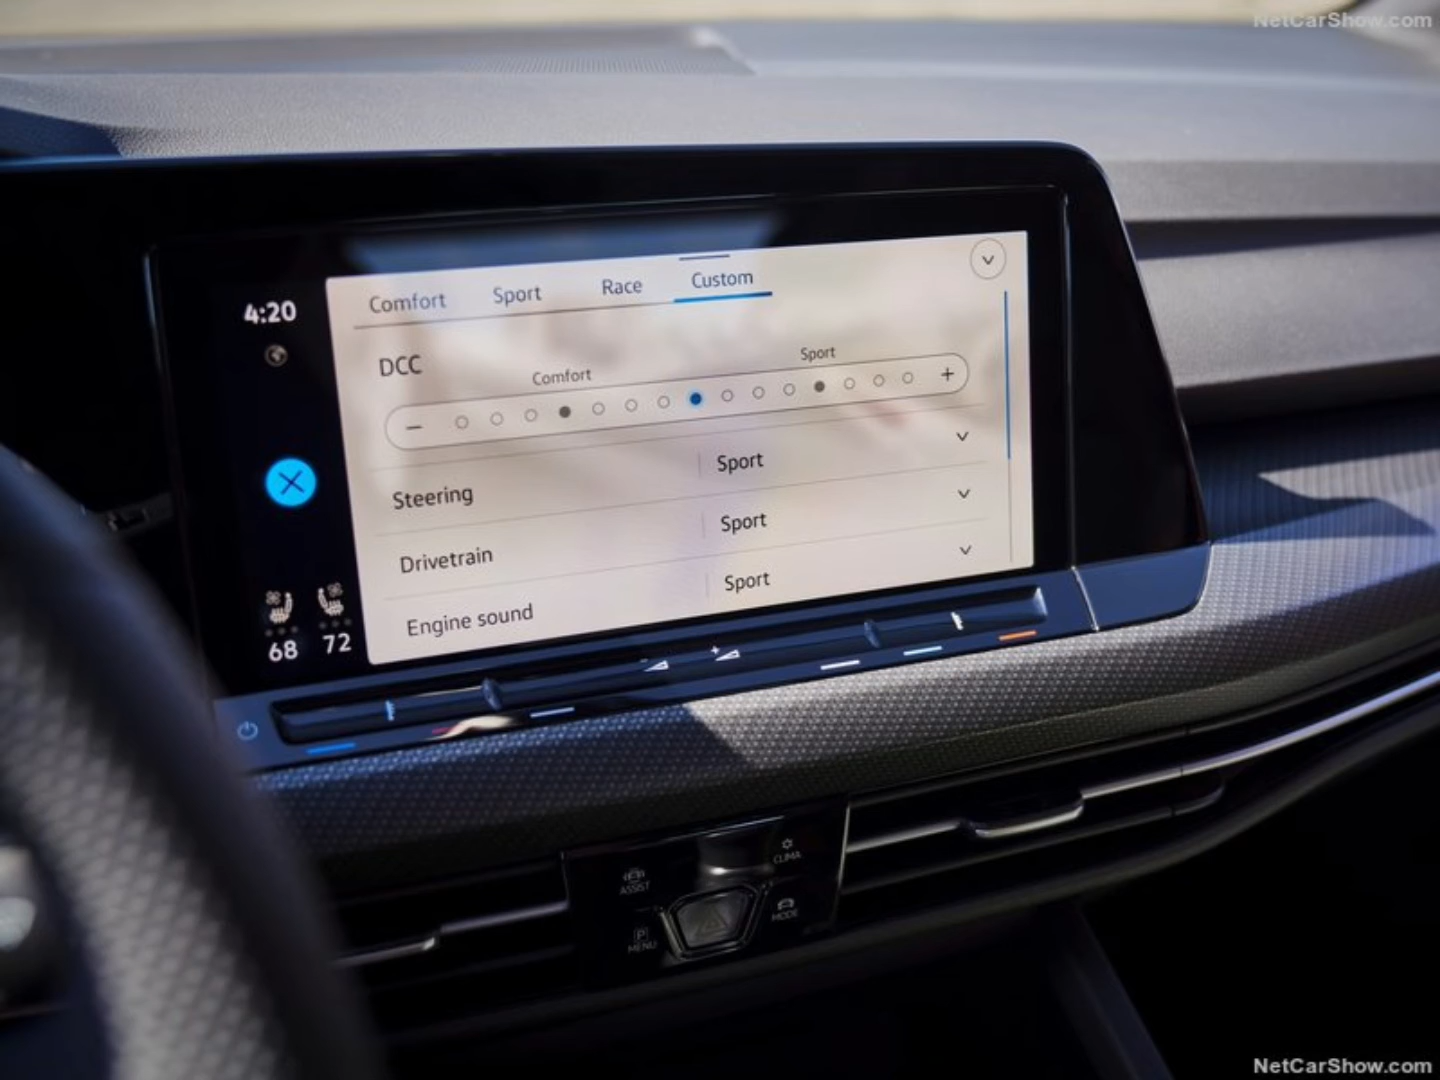 NetCarShow.com
4:20
Comfort Sport Race Custom
DCC
Comfort Sport
− +
Steering Sport
Drivetrain Sport
Engine sound Sport
68 72
- +
ASSIST CLIMA
P
MENU MODE
NetCarShow.com